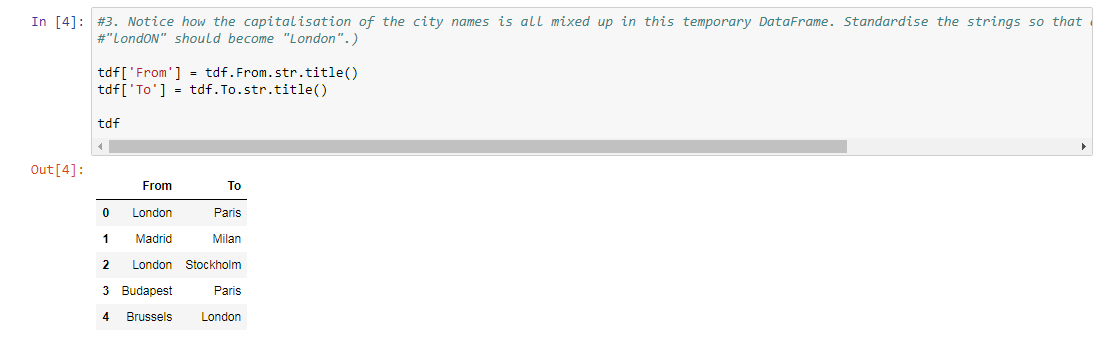 In [4]: #3. Notice how the capitalisation of the city names is all mixed up in this temporary DataFrame. Standardise the strings so that
#"londON" should become "London".)
tdf['From'] = tdf.From.str.title()
tdf['To'] = tdf.To.str.title()
tdf
Out[4]:
From To
0 London Paris
1 Madrid Milan
2 London Stockholm
3 Budapest Paris
4 Brussels London